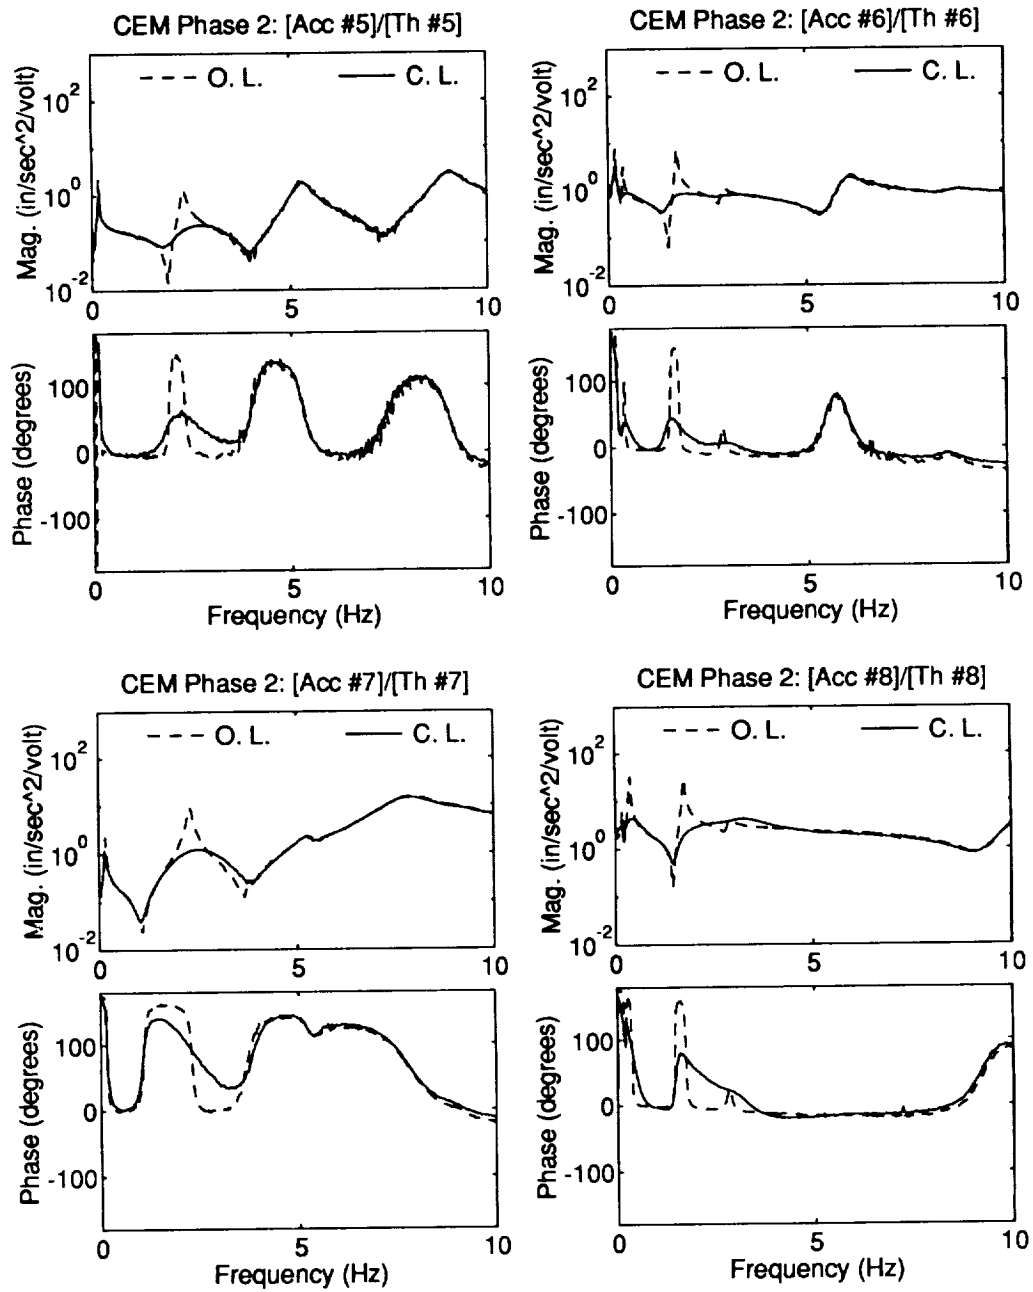 CEM Phase 2: [Acc #5]/[Th #5]
Mag. (in/sec^2/volt)
O. L.
C. L.
10^2
10^0
10^-2
0
5
10
Phase (degrees)
100
0
-100
0
5
10
Frequency (Hz)
CEM Phase 2: [Acc #6]/[Th #6]
Mag. (in/sec^2/volt)
O. L.
C. L.
10^2
10^0
10^-2
0
5
10
Phase (degrees)
100
0
-100
0
5
10
Frequency (Hz)
CEM Phase 2: [Acc #7]/[Th #7]
Mag. (in/sec^2/volt)
O. L.
C. L.
10^2
10^0
10^-2
0
5
10
Phase (degrees)
100
0
-100
0
5
10
Frequency (Hz)
CEM Phase 2: [Acc #8]/[Th #8]
Mag. (in/sec^2/volt)
O. L.
C. L.
10^2
10^0
10^-2
0
5
10
Phase (degrees)
100
0
-100
0
5
10
Frequency (Hz)